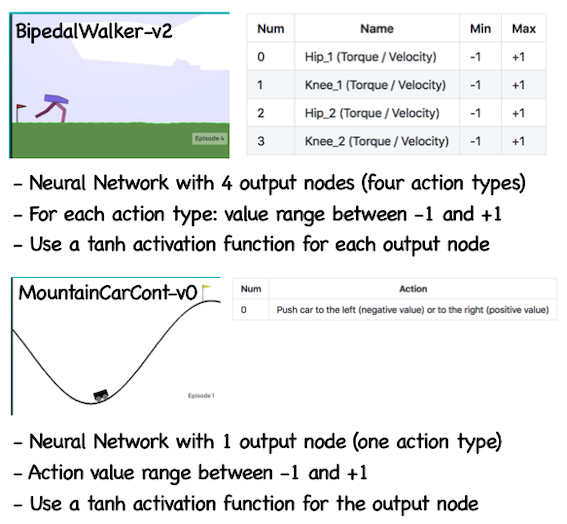 BipedalWalker-v2
Num Name Min Max
0 Hip_1 (Torque / Velocity) -1 +1
1 Knee_1 (Torque / Velocity) -1 +1
2 Hip_2 (Torque / Velocity) -1 +1
3 Knee_2 (Torque / Velocity) -1 +1
Episode 4
- Neural Network with 4 output nodes (four action types)
- For each action type: value range between -1 and +1
- Use a tanh activation function for each output node
MountainCarCont-v0
Num Action
0 Push car to the left (negative value) or to the right (positive value)
Episode 1
- Neural Network with 1 output node (one action type)
- Action value range between -1 and +1
- Use a tanh activation function for the output node